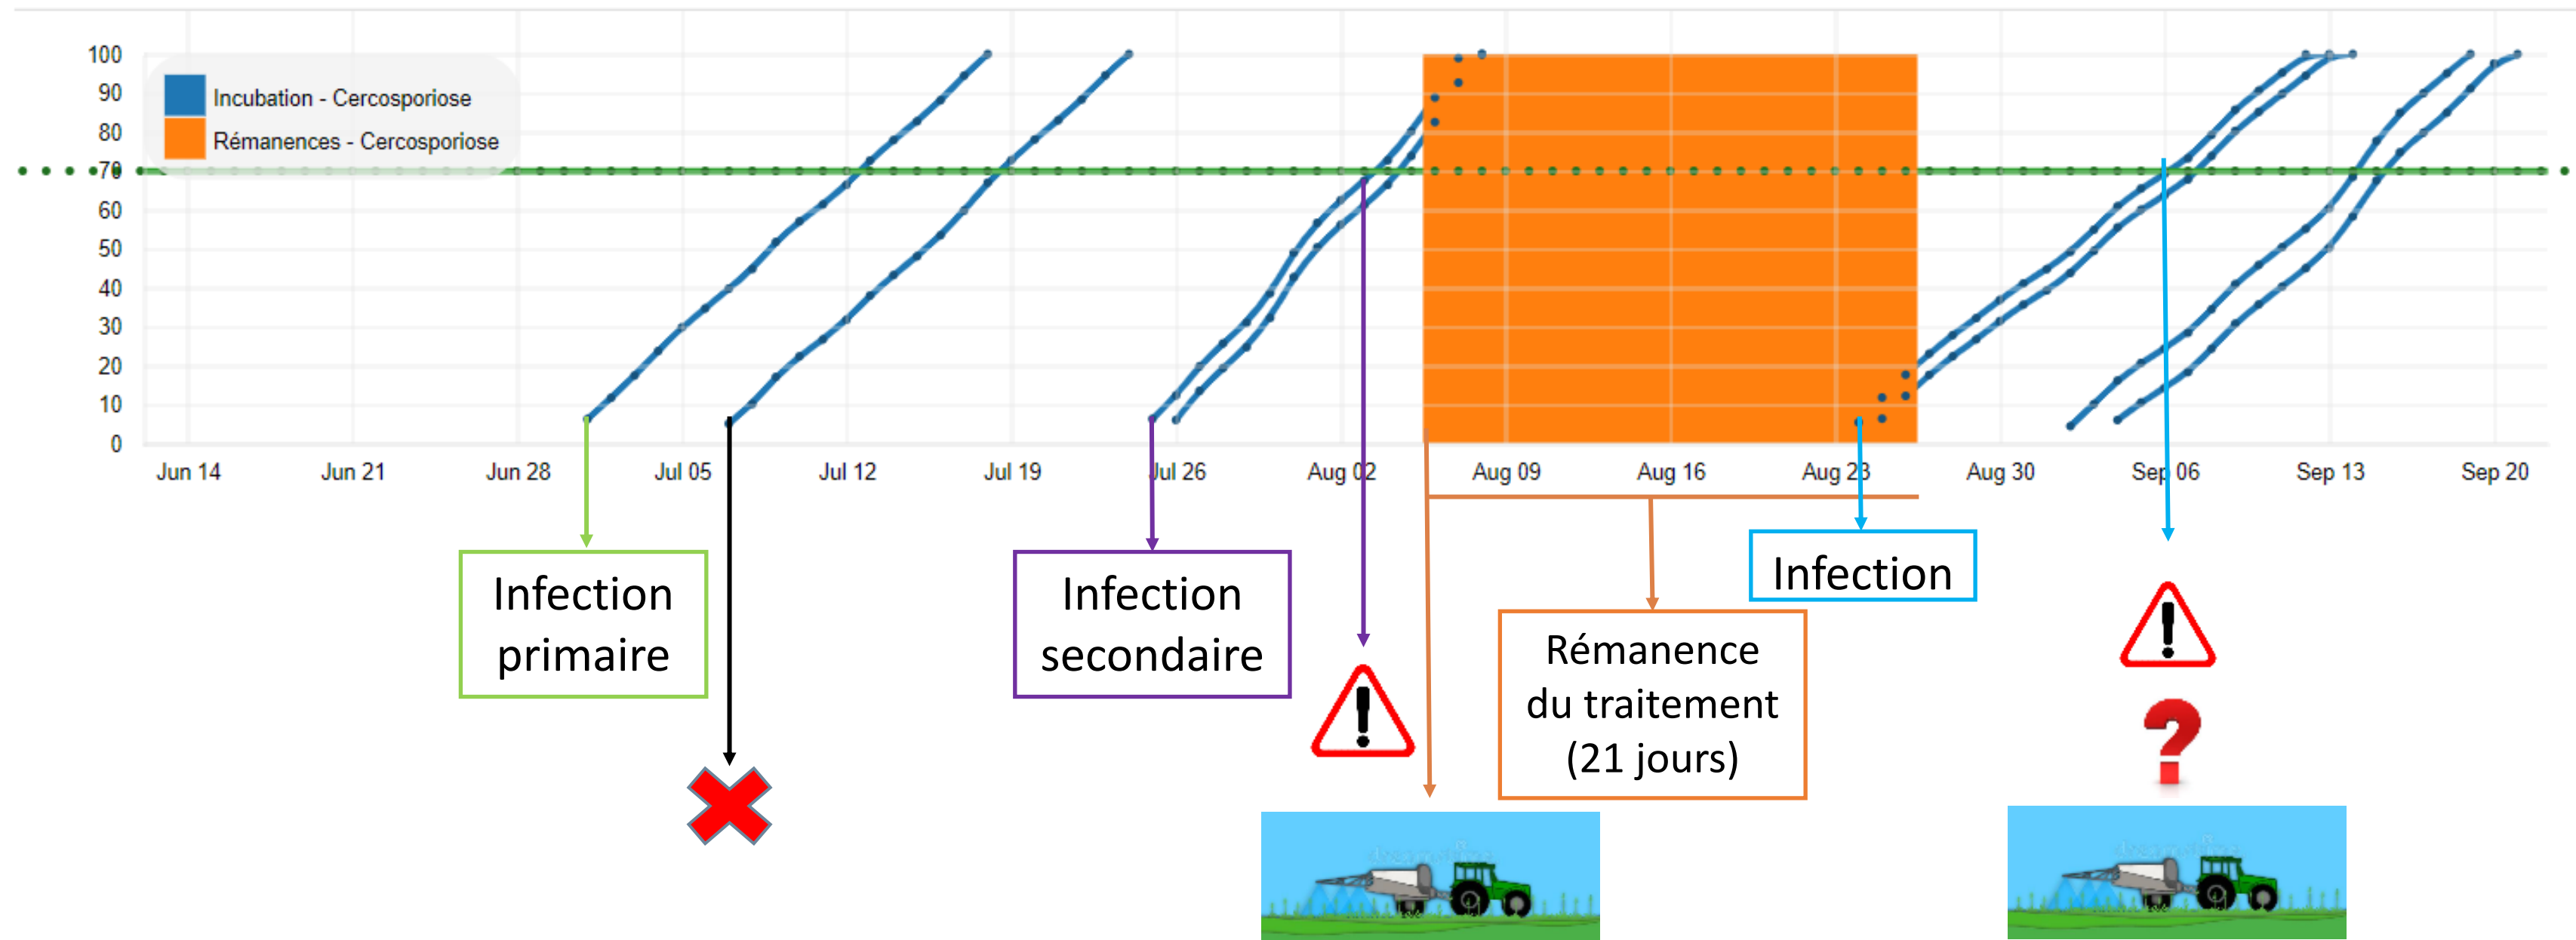 100
90
80
70
60
50
40
30
20
10
0
Incubation - Cercosporiose
Rémanences - Cercosporiose
Jun 14
Jun 21
Jun 28
Jul 05
Jul 12
Jul 19
Jul 26
Aug 02
Aug 09
Aug 16
Aug 23
Aug 30
Sep 06
Sep 13
Sep 20
Infection
primaire
Infection
secondaire
Rémanence
du traitement
(21 jours)
Infection
!
!
?